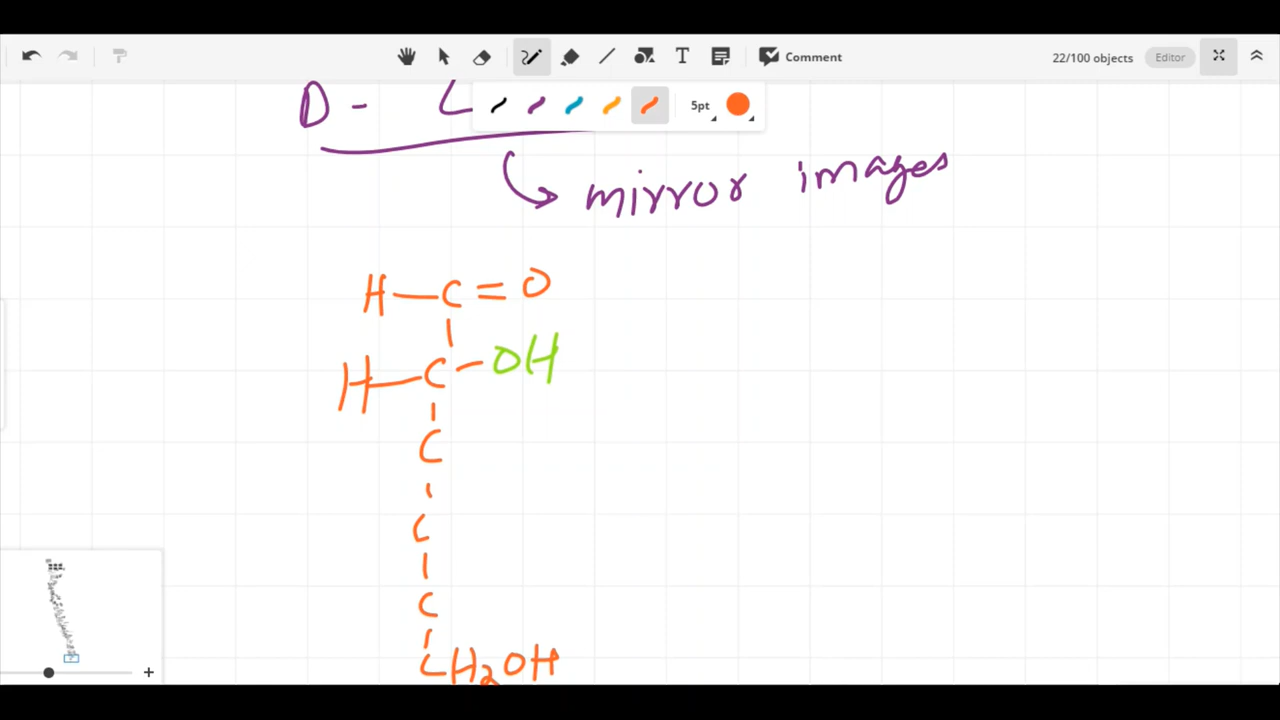 Comment
22/100 objects
Editor
5pt
D - L
mirror images
H - C = O
H - C - OH
C
C
C
CH2OH